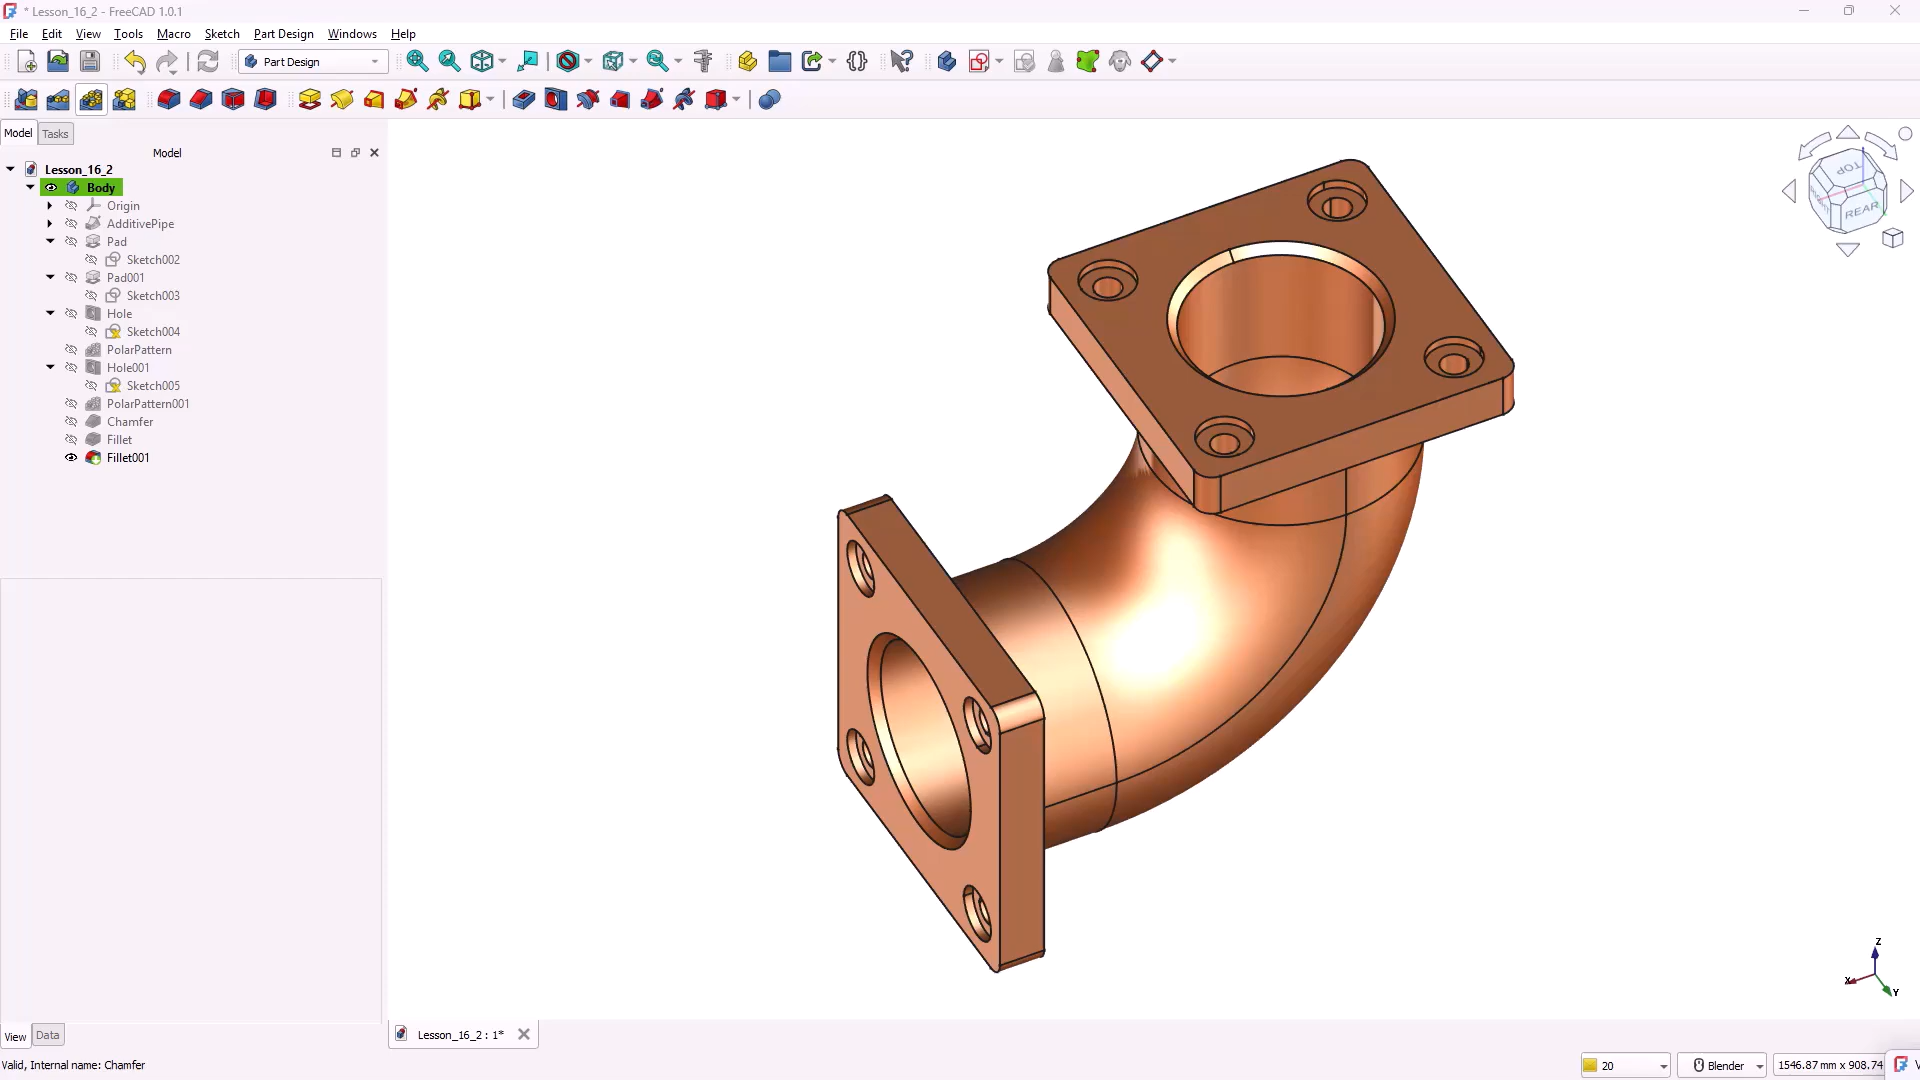 * Lesson_16_2 - FreeCAD 1.0.1
File Edit View Tools Macro Sketch Part Design Windows Help
Part Design
Model Tasks
Model
Lesson_16_2
Body
Origin
AdditivePipe
Pad
Sketch002
Pad001
Sketch003
Hole
Sketch004
PolarPattern
Hole001
Sketch005
PolarPattern001
Chamfer
Fillet
Fillet001
TOP
REAR
Z
X
Y
View Data
Lesson_16_2 : 1*
Valid, Internal name: Chamfer
20
Blender
1546.87 mm x 908.74